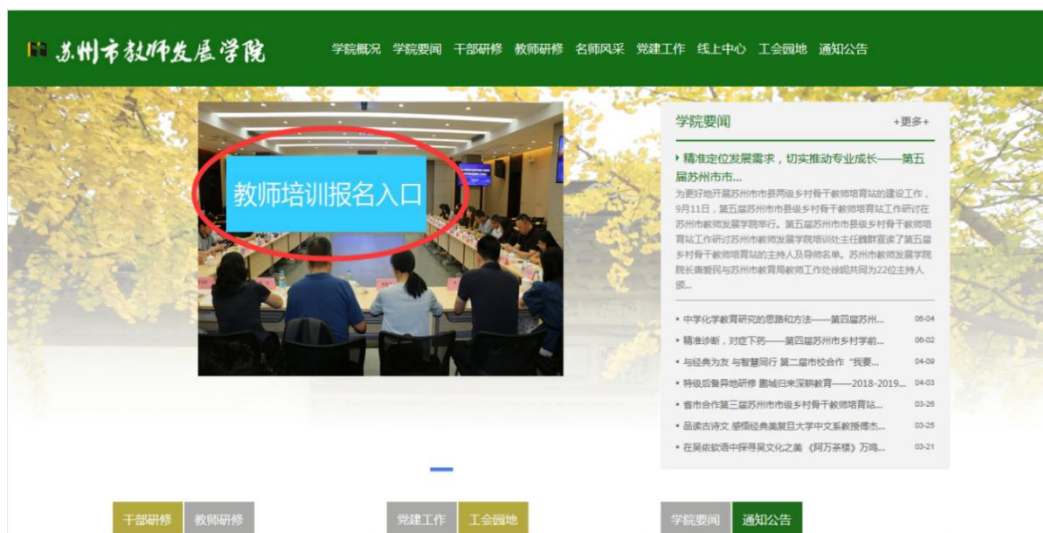 苏州市教师发展学院
学院概况 学院要闻 干部研修 教师研修 名师风采 党建工作 线上中心 工会园地 通知公告
教师培训报名入口
学院要闻 +更多+
精准定位发展需求，切实推动专业成长——第五
届苏州市市...
为更好地开展苏州市市县两级乡村骨干教师培育站的建设工作，
9月11日，第五届苏州市市县级乡村骨干教师培育站工作研讨在
苏州市教师发展学院举行。第五届苏州市市县级乡村骨干教师培
育站工作研讨苏州市教师发展学院培训处主任魏群宣读了第五届
乡村骨干教师培育站的主持人及导师名单。苏州市教师发展学院
院长唐爱民与苏州市教育局教师工作处徐妮共同为22位主持人
颁...
• 中学化学教育研究的思路和方法——第四届苏州... 06-04
• 精准诊断，对症下药——第四届苏州市乡村学前... 06-02
• 与经典为友 与智慧同行 第二届市校合作 “我要... 04-09
• 特级后备异地研修 鹏城归来深耕教育——2018-2019... 04-03
• 省市合作第三届苏州市市级乡村骨干教师培育站... 03-26
• 品读古诗文 感悟经典美复旦大学中文系教授傅杰... 03-25
• 在吴侬软语中探寻吴文化之美 《阿万茶楼》万鸣... 03-21
干部研修 教师研修 党建工作 工会园地 学院要闻 通知公告